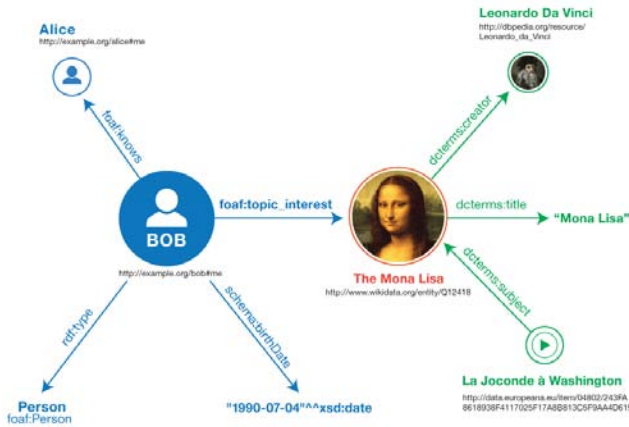 Alice
http://example.org/alice#me
Leonardo Da Vinci
http://dbpedia.org/resource/
Leonardo_da_Vinci
foaf:knows
dcterms:creator
foaf:topic_interest
dcterms:title
"Mona Lisa"
BOB
http://example.org/bob#me
The Mona Lisa
http://www.wikidata.org/entity/Q12418
dcterms:subject
rdf:type
schema:birthDate
La Joconde à Washington
Person
foaf:Person
"1990-07-04"^^xsd:date
http://data.europeana.eu/item/04802/243FA
8618938F4117025F17A8B813C5F9AA4D619